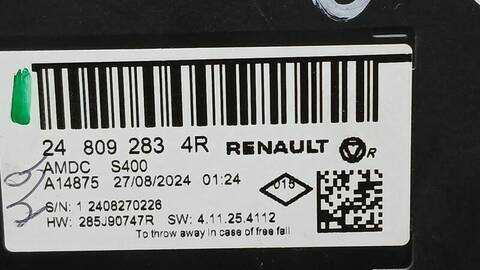 24 809 283 4R RENAULT R
AMDC S400
A14875 27/08/2024 01:24
015
S/N: 1 2408270226
HW: 285J90747R SW: 4.11.25.4112
To throw away in case of free fall